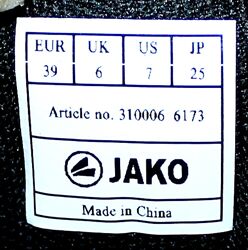 EUR UK US JP
39 6 7 25
Article no. 310006 6173
JAKO
Made in China